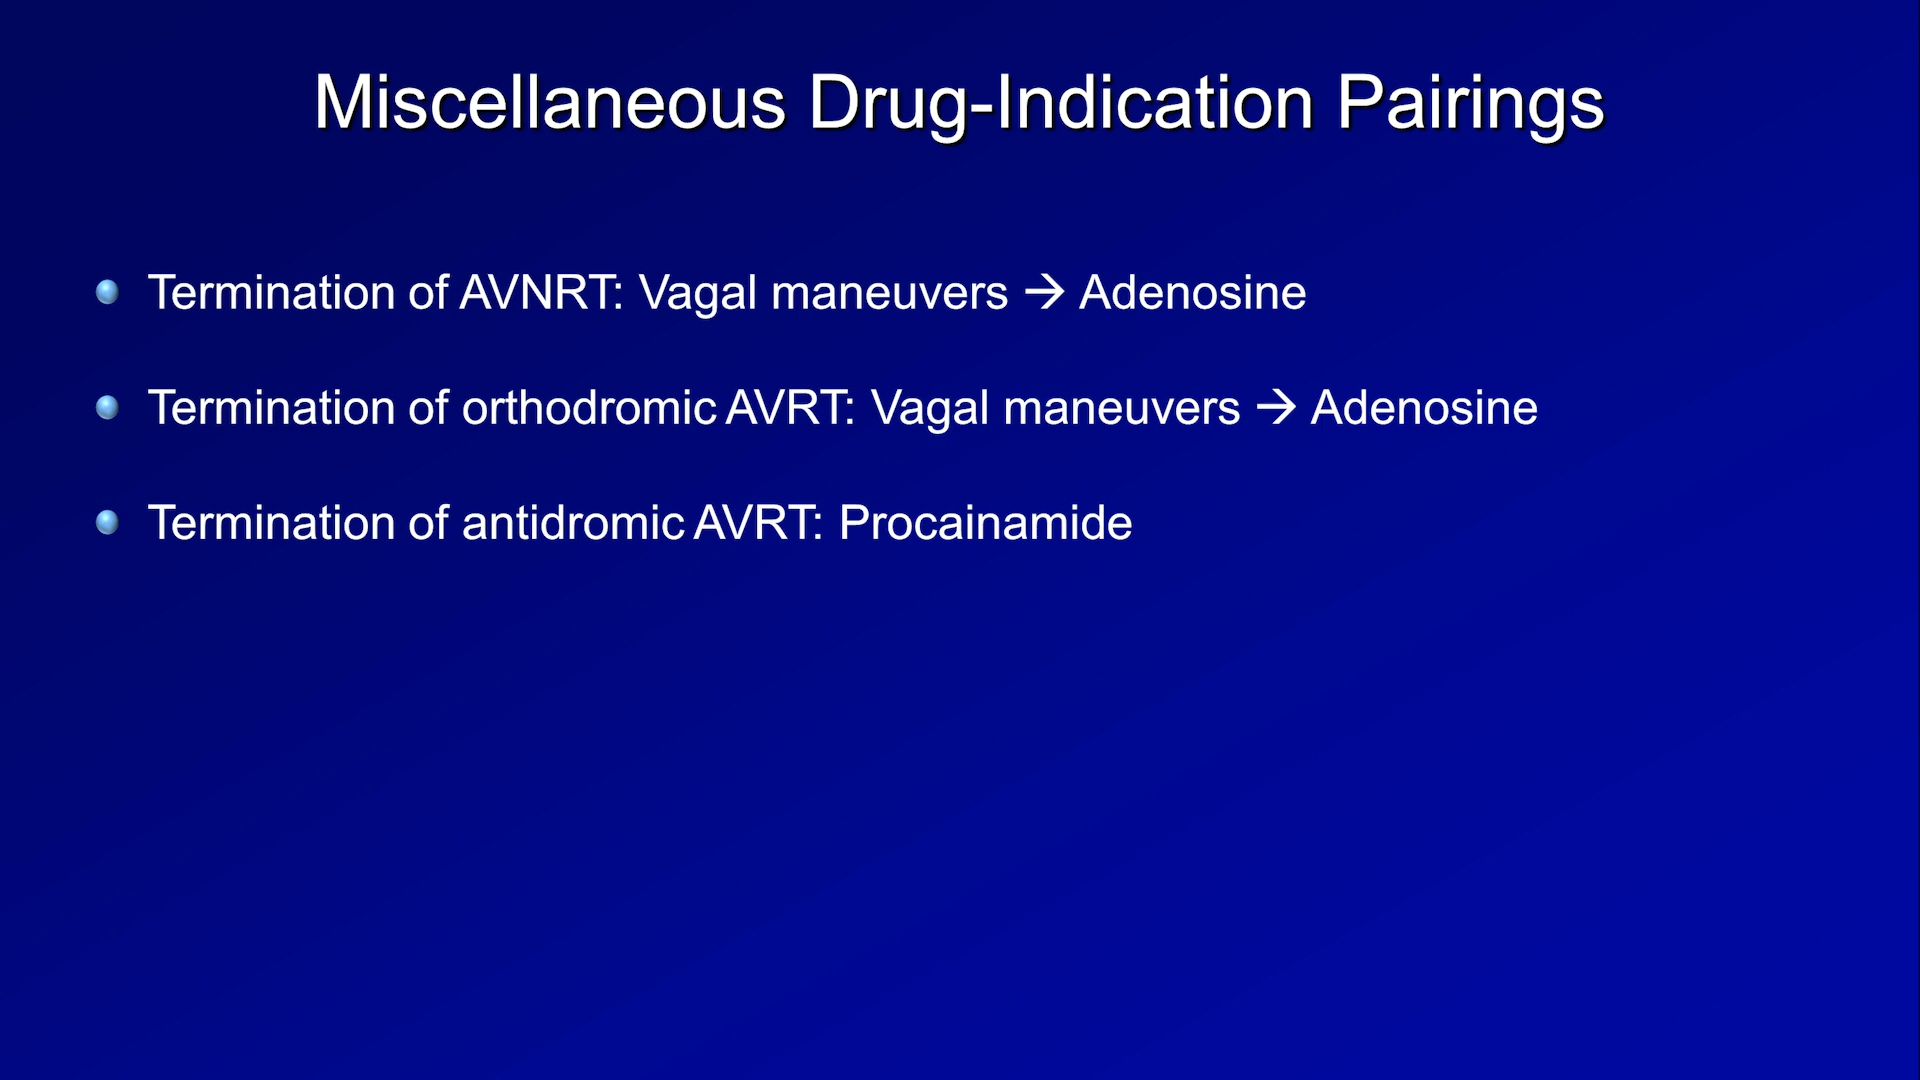 Miscellaneous Drug-Indication Pairings
Termination of AVNRT: Vagal maneuvers → Adenosine
Termination of orthodromic AVRT: Vagal maneuvers → Adenosine
Termination of antidromic AVRT: Procainamide